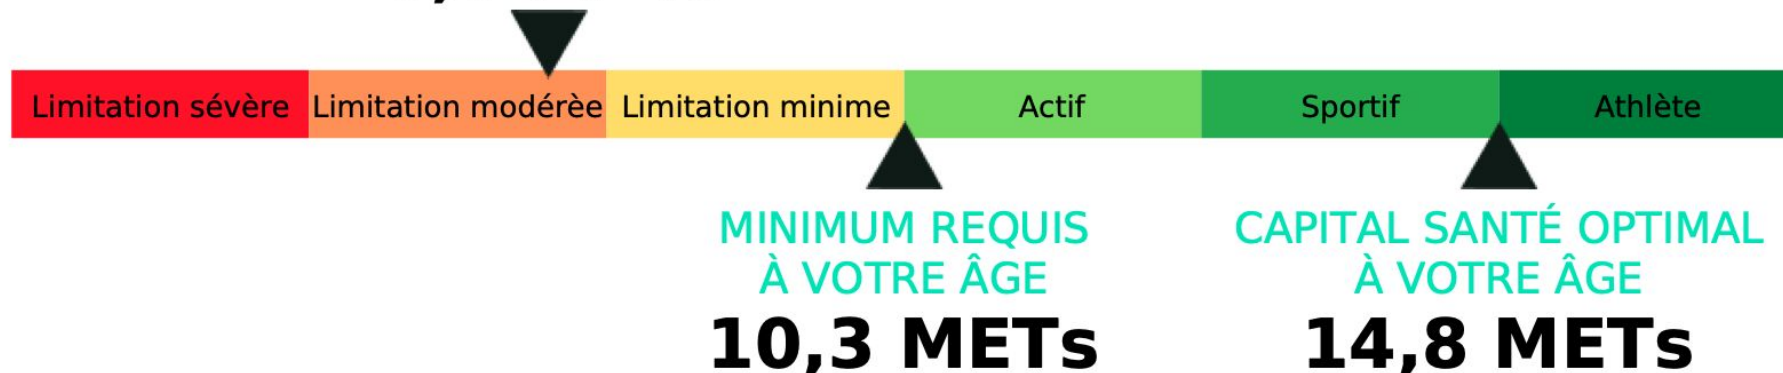 Limitation sévère Limitation modérèe Limitation minime Actif Sportif Athlète
MINIMUM REQUIS
À VOTRE ÂGE
10,3 METs
CAPITAL SANTÉ OPTIMAL
À VOTRE ÂGE
14,8 METs